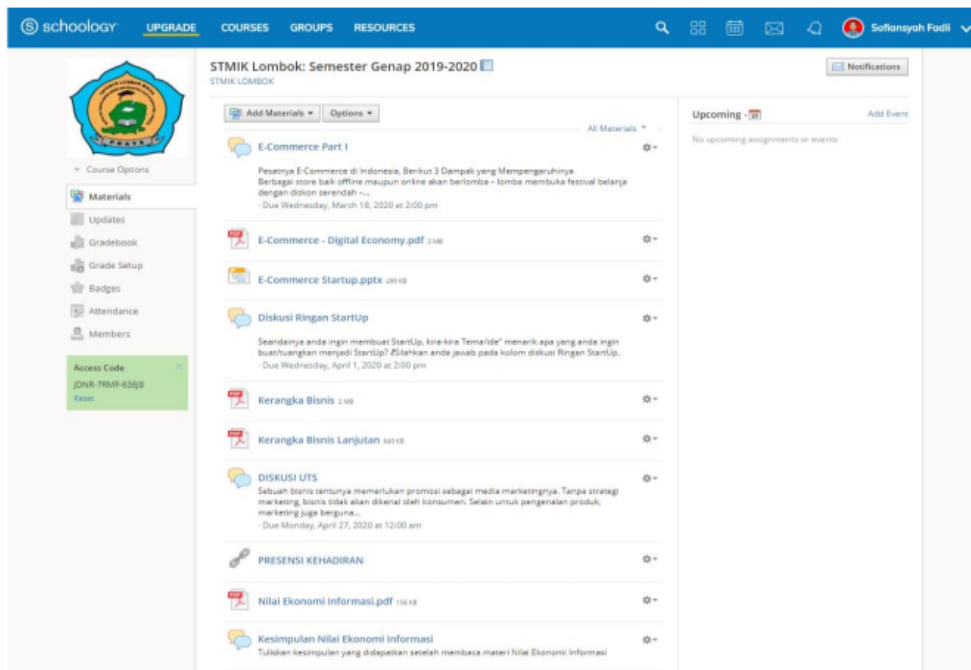 schoology
UPGRADE COURSES GROUPS RESOURCES
Sofiansyah Fadli
STMIK Lombok: Semester Genap 2019-2020
STMIK LOMBOK
Notifications
Course Options
Materials
Updates
Gradebook
Grade Setup
Badges
Attendance
Members
Access Code
Reset
Add Materials Options
All Materials
E-Commerce Part I
Pesatnya E-Commerce di Indonesia, Berikut 3 Dampak yang Mempengaruhinya
Berbagai store baik offline maupun online akan berlomba – lomba membuka festival belanja
dengan diskon serendah –...
- Due Wednesday, March 18, 2020 at 2:00 pm
E-Commerce - Digital Economy.pdf 2 MB
E-Commerce Startup.pptx
Diskusi Ringan StartUp
Seandainya anda ingin membuat StartUp, kira-kira Tema/ide" menarik apa yang anda ingin
buat/tuangkan menjadi StartUp? Silahkan anda jawab pada kolom diskusi Ringan StartUp.
- Due Wednesday, April 1, 2020 at 2:00 pm
Kerangka Bisnis 2 MB
Kerangka Bisnis Lanjutan
DISKUSI UTS
Sebuah bisnis tentunya memerlukan promosi sebagai media marketingnya. Tanpa strategi
marketing, bisnis tidak akan dikenal oleh konsumen. Selain untuk pengenalan produk,
marketing juga berguna...
- Due Monday, April 27, 2020 at 12:00 am
PRESENSI KEHADIRAN
Nilai Ekonomi Informasi.pdf
Kesimpulan Nilai Ekonomi Informasi
Tuliskan kesimpulan yang didapatkan setelah membaca materi Nilai Ekonomi Informasi
Upcoming Add Event
No upcoming assignments or events